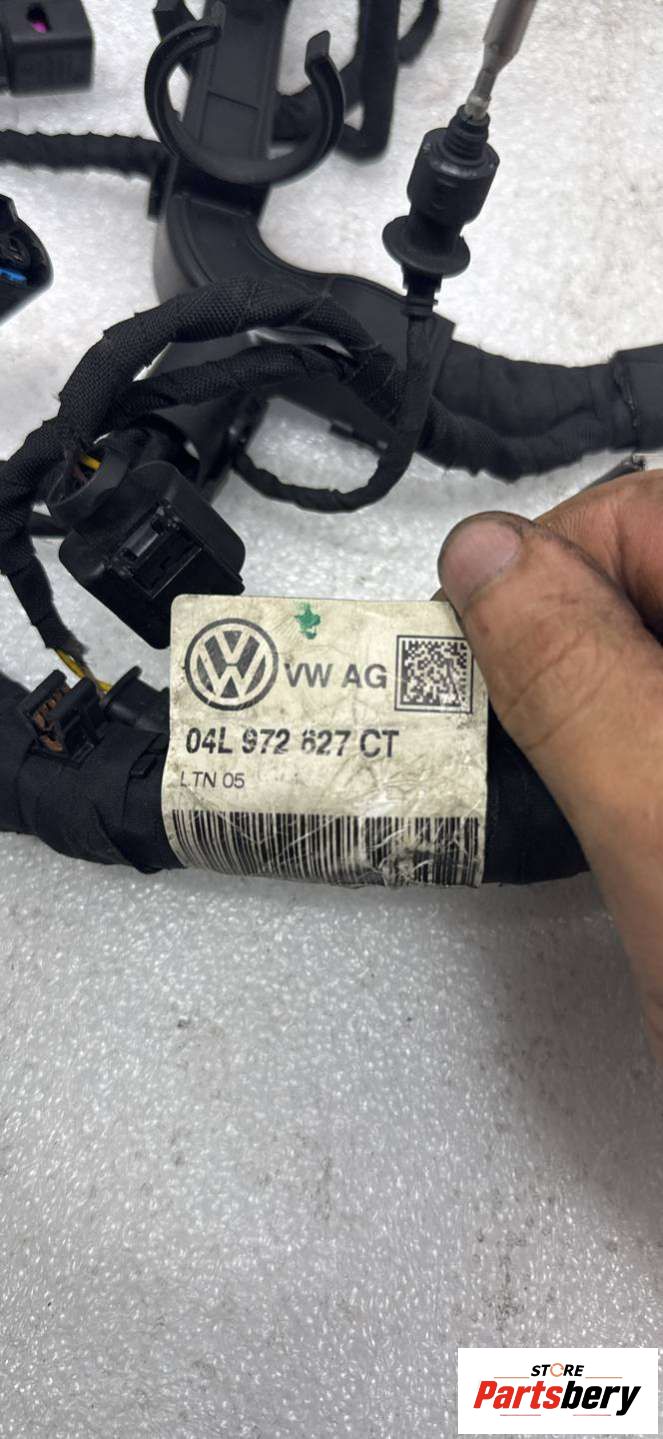 VW AG
04L 972 627 CT
LTN 05
STORE
Partsbery